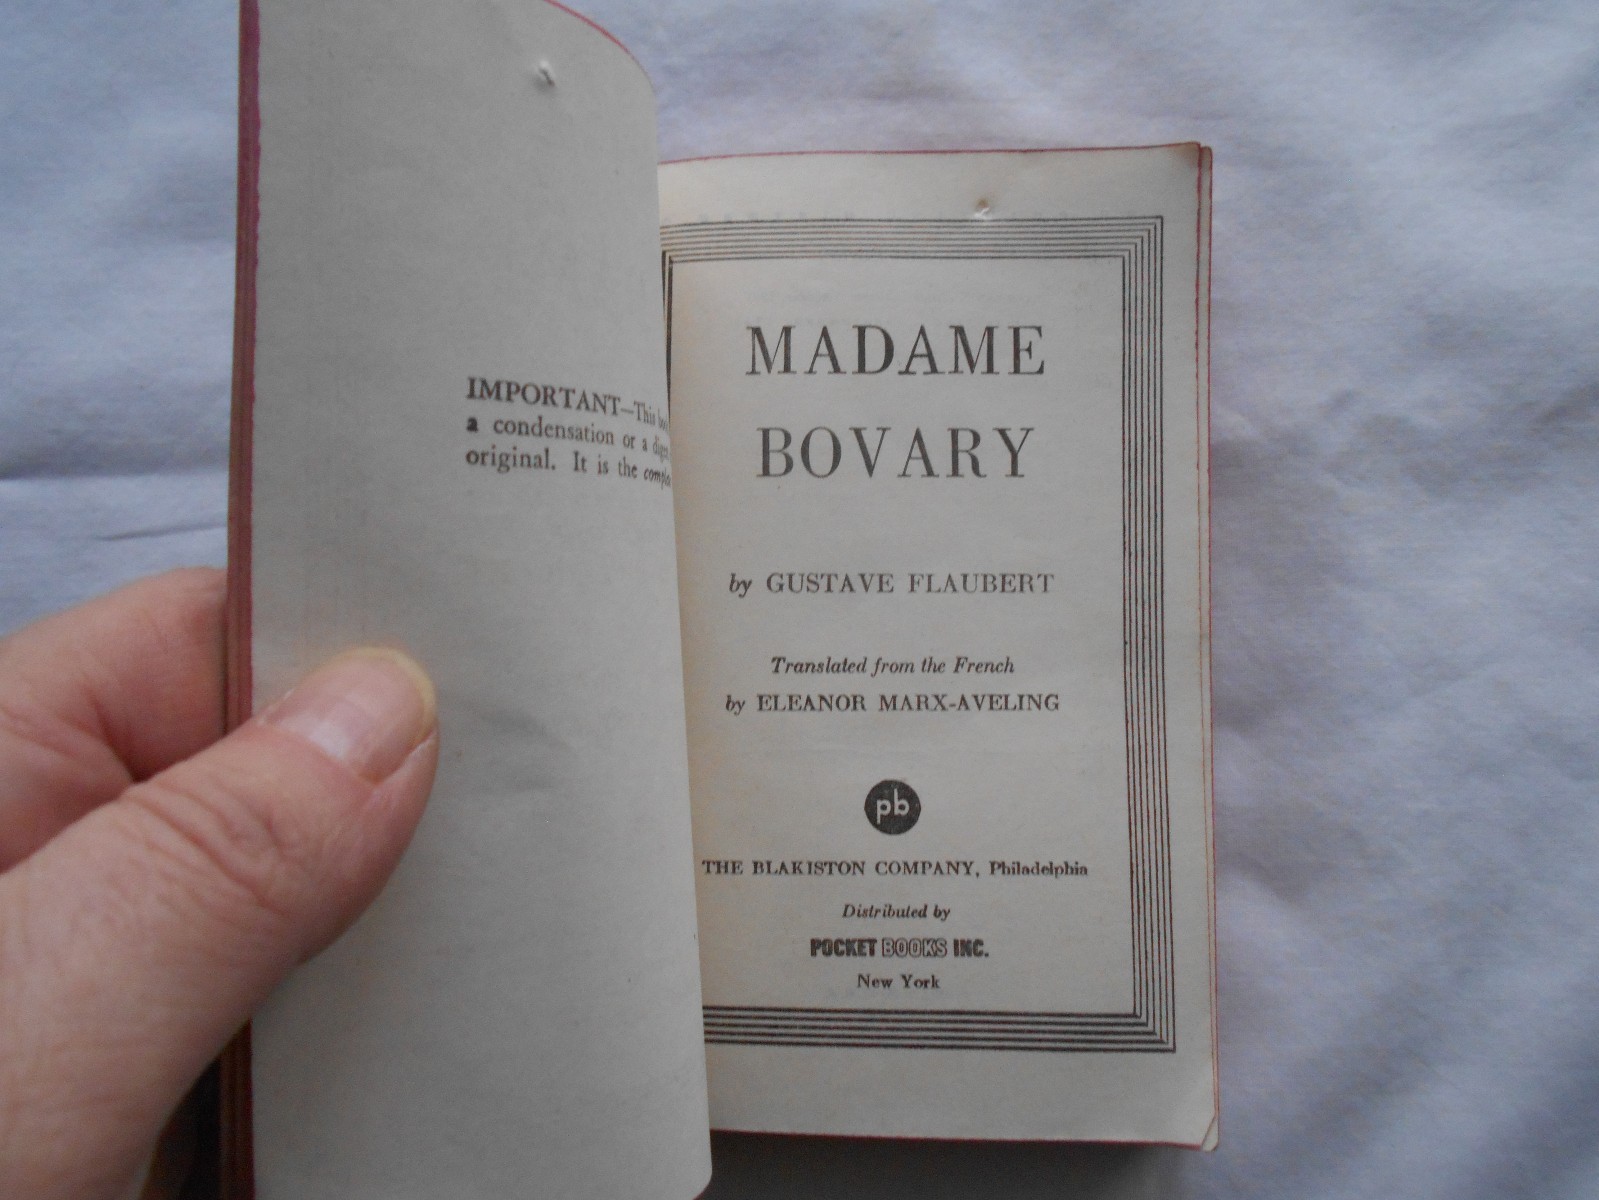 IMPORTANT—This
a condensation or a
original. It is the
MADAME
BOVARY
by GUSTAVE FLAUBERT
Translated from the French
by ELEANOR MARX-AVELING
pb
THE BLAKISTON COMPANY, Philadelphia
Distributed by
POCKET BOOKS INC.
New York